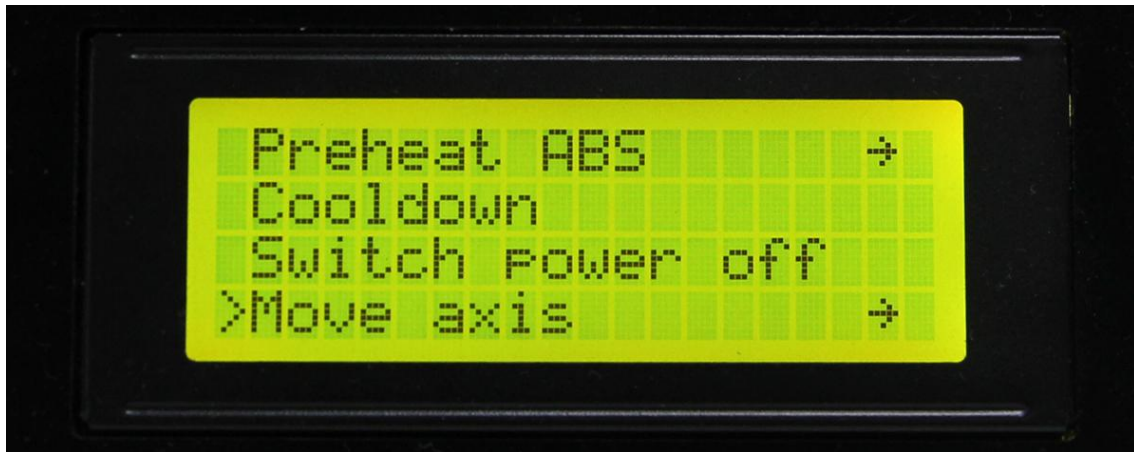 Preheat ABS →
Cooldown
Switch power off
>Move axis →